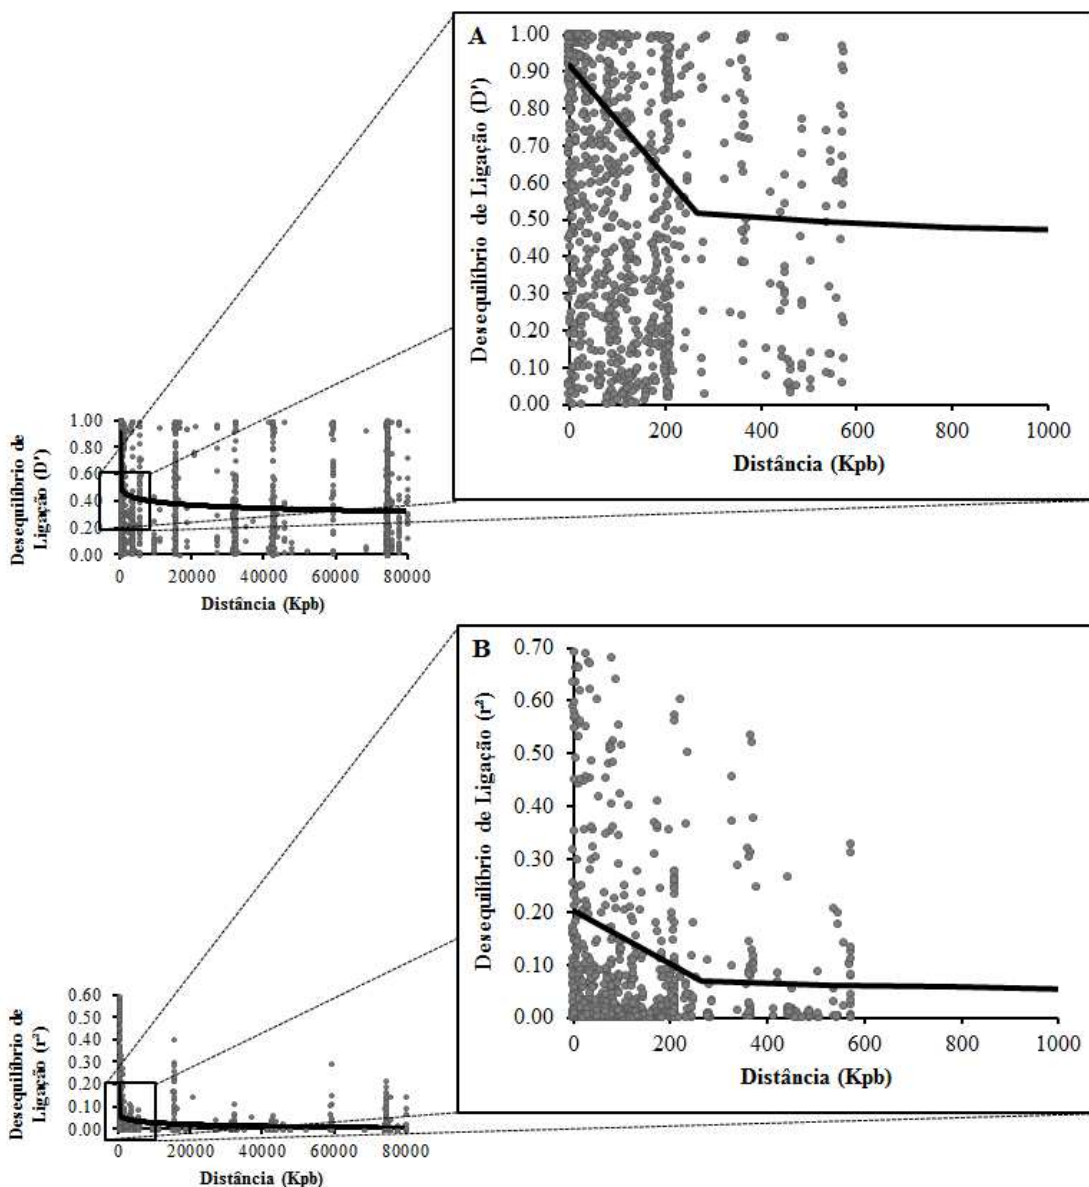 A
Desequilíbrio de Ligação (D')
1.00
0.90
0.80
0.70
0.60
0.50
0.40
0.30
0.20
0.10
0.00
0 200 400 600 800 1000
Distância (Kpb)
Desequilíbrio de
Ligação (D')
1.00
0.80
0.60
0.40
0.20
0.00
0 20000 40000 60000 80000
Distância (Kpb)
B
Desequilíbrio de Ligação (r²)
0.70
0.60
0.50
0.40
0.30
0.20
0.10
0.00
0 200 400 600 800 1000
Distância (Kpb)
Desequilíbrio de
Ligação (r²)
0.60
0.50
0.40
0.30
0.20
0.10
0.00
0 20000 40000 60000 80000
Distância (Kpb)